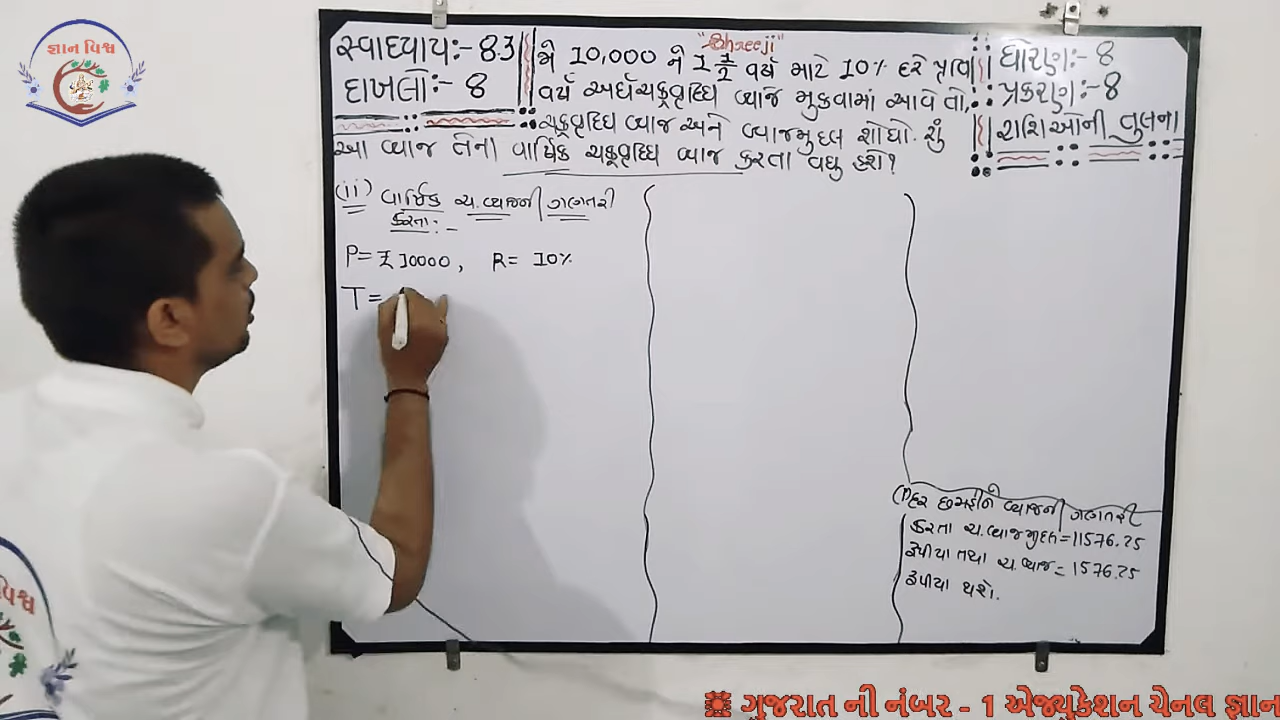 જ્ઞાન વિશ્વ
સ્વાધ્યાય:- 8.3
દાખલો:- 8
"Shreeji"
જો 10,000 ને 1 1/2 વર્ષ માટે 10% દરે પ્રતિ
વર્ષ અર્ધચક્રવૃધ્ધિ વ્યાજે મુકવામાં આવે તો,
ચક્રવૃધ્ધિ વ્યાજ અને વ્યાજમુદ્દલ શોધો. શું
આ વ્યાજ તેના વાર્ષિક ચક્રવૃધ્ધિ વ્યાજ કરતા વધુ હશે?
ધોરણ:- 8
પ્રકરણ:- 8
રાશિઓની તુલના
(ii) વાર્ષિક ચ.વ્યાજની ગણતરી
કરતા:-
P= ₹ 10000, R= 10%
T=
(i) દર છ માસીને વ્યાજની ગણતરી
કરતા ચ.વ્યાજમુદ્દલ = 11576.25
રૂપીયા તથા ચ.વ્યાજ = 1576.25
રૂપીયા થશે.
વિશ્વ
ગુજરાત ની નંબર - 1 એજ્યુકેશન ચેનલ જ્ઞાન